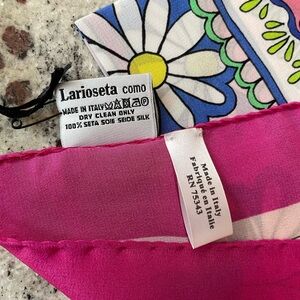 Larioseta como
MADE IN ITALY
DRY CLEAN ONLY
100% SETA SOIE SEIDE SILK
Made in Italy
Fabriqué en Italie
RN 75343